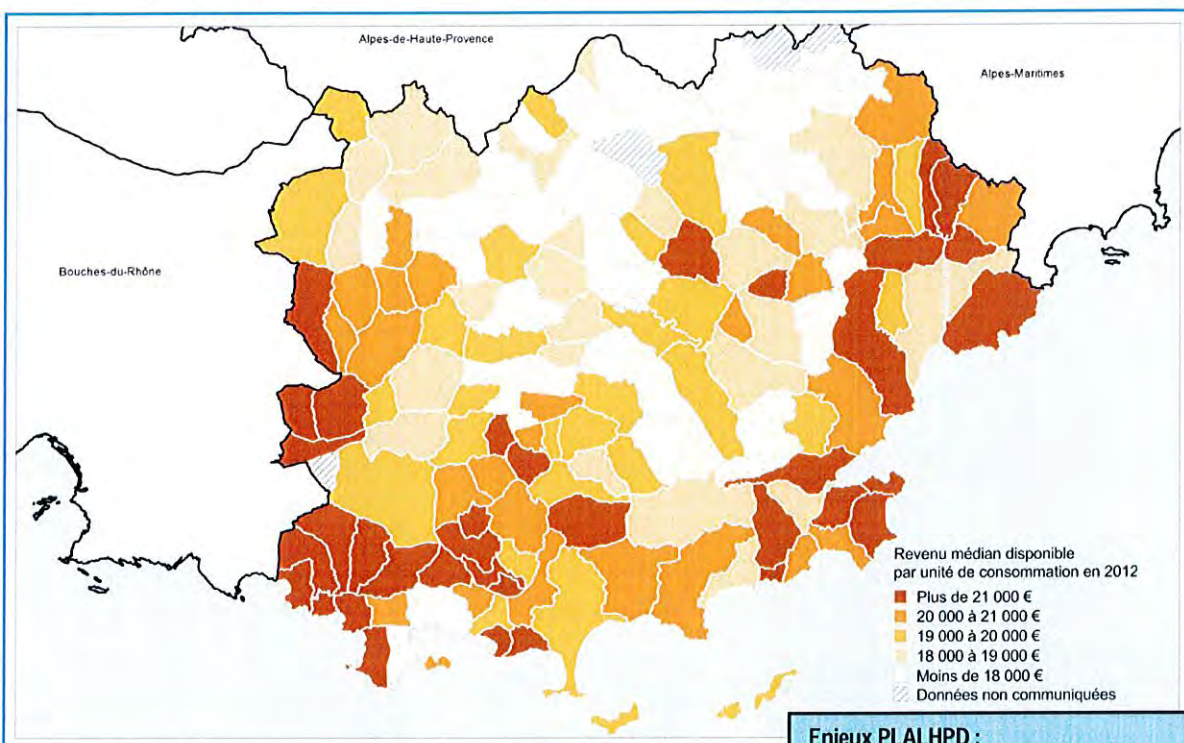 Alpes-de-Haute-Provence
Alpes-Maritimes
Bouches-du-Rhône
Revenu médian disponible
par unité de consommation en 2012
Plus de 21 000 €
20 000 à 21 000 €
19 000 à 20 000 €
18 000 à 19 000 €
Moins de 18 000 €
Données non communiquées
Enjeux PLALHPD :